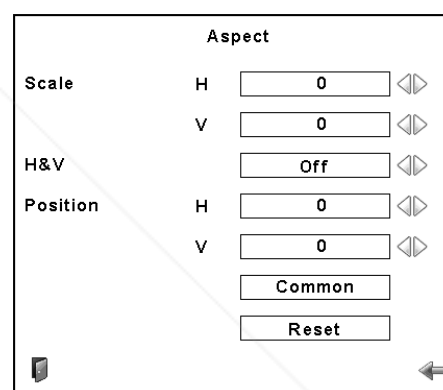 Aspect
Scale H 0
V 0
H&V Off
Position H 0
V 0
Common
Reset